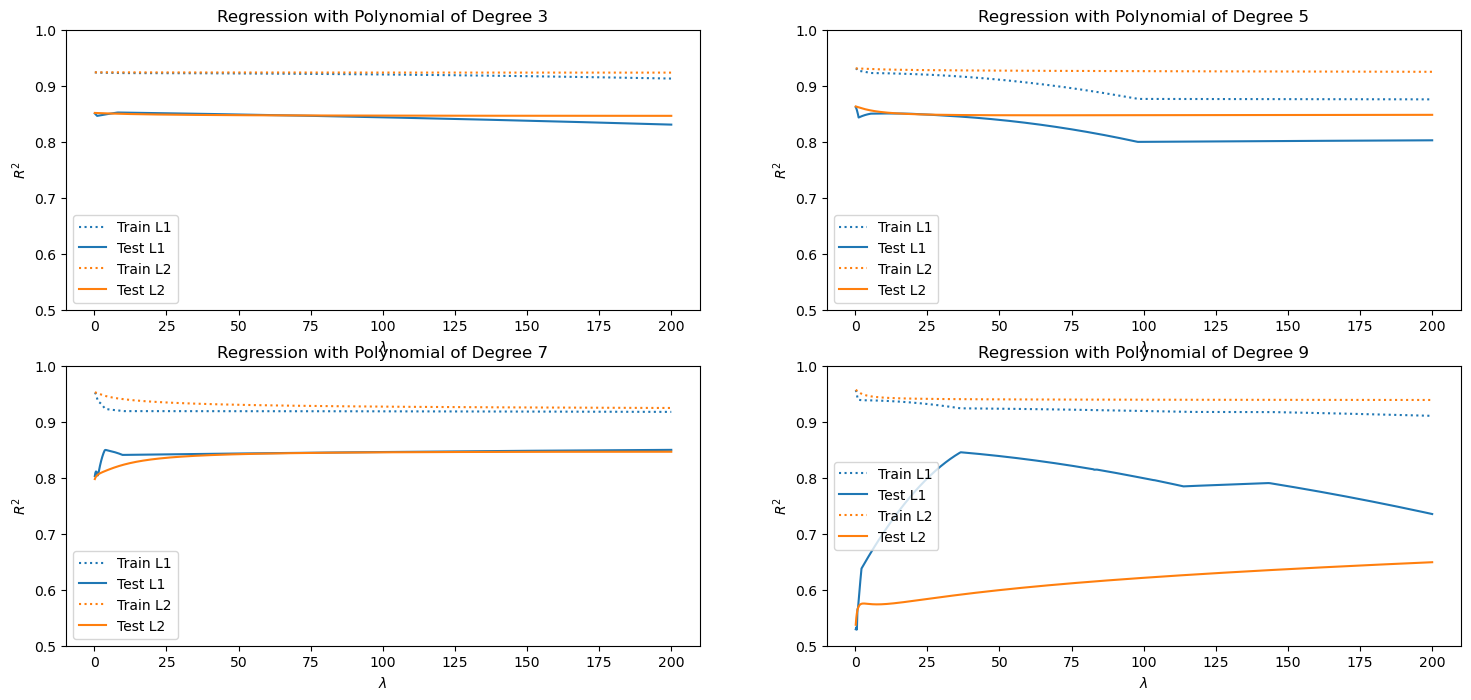 Regression with Polynomial of Degree 3
1.0
0.9
0.8
0.7
0.6
0.5
R²
Train L1
Test L1
Train L2
Test L2
0 25 50 75 100 125 150 175 200
λ
Regression with Polynomial of Degree 5
1.0
0.9
0.8
0.7
0.6
0.5
R²
Train L1
Test L1
Train L2
Test L2
0 25 50 75 100 125 150 175 200
λ
Regression with Polynomial of Degree 7
1.0
0.9
0.8
0.7
0.6
0.5
R²
Train L1
Test L1
Train L2
Test L2
0 25 50 75 100 125 150 175 200
λ
Regression with Polynomial of Degree 9
1.0
0.9
0.8
0.7
0.6
0.5
R²
Train L1
Test L1
Train L2
Test L2
0 25 50 75 100 125 150 175 200
λ